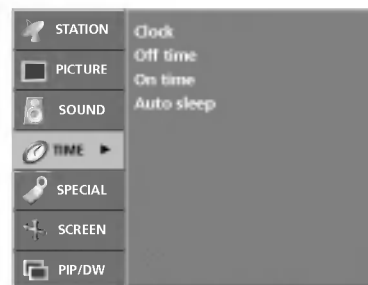 STATION
PICTURE
SOUND
TIME ►
SPECIAL
SCREEN
PIP/DW
Clock
Off time
On time
Auto sleep